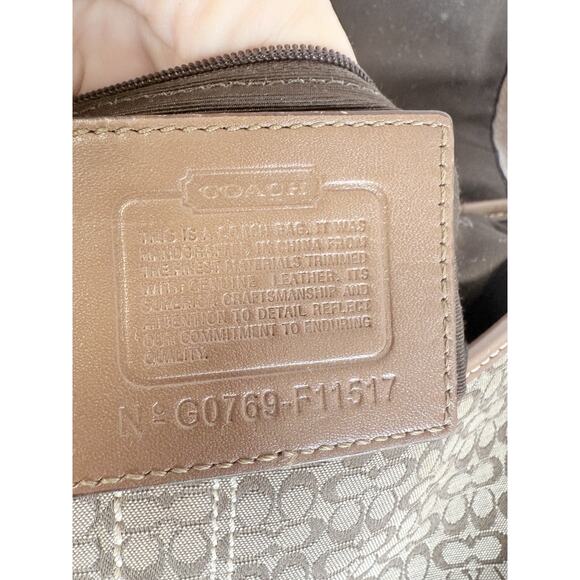 COACH
THIS IS A COACH BAG. IT WAS
HANDCRAFTED IN CHINA FROM
THE FINEST MATERIALS TRIMMED
WITH GENUINE LEATHER. ITS
SUPERIOR CRAFTSMANSHIP AND
ATTENTION TO DETAIL REFLECT
OUR COMMITMENT TO ENDURING
QUALITY.
No G0769-F11517